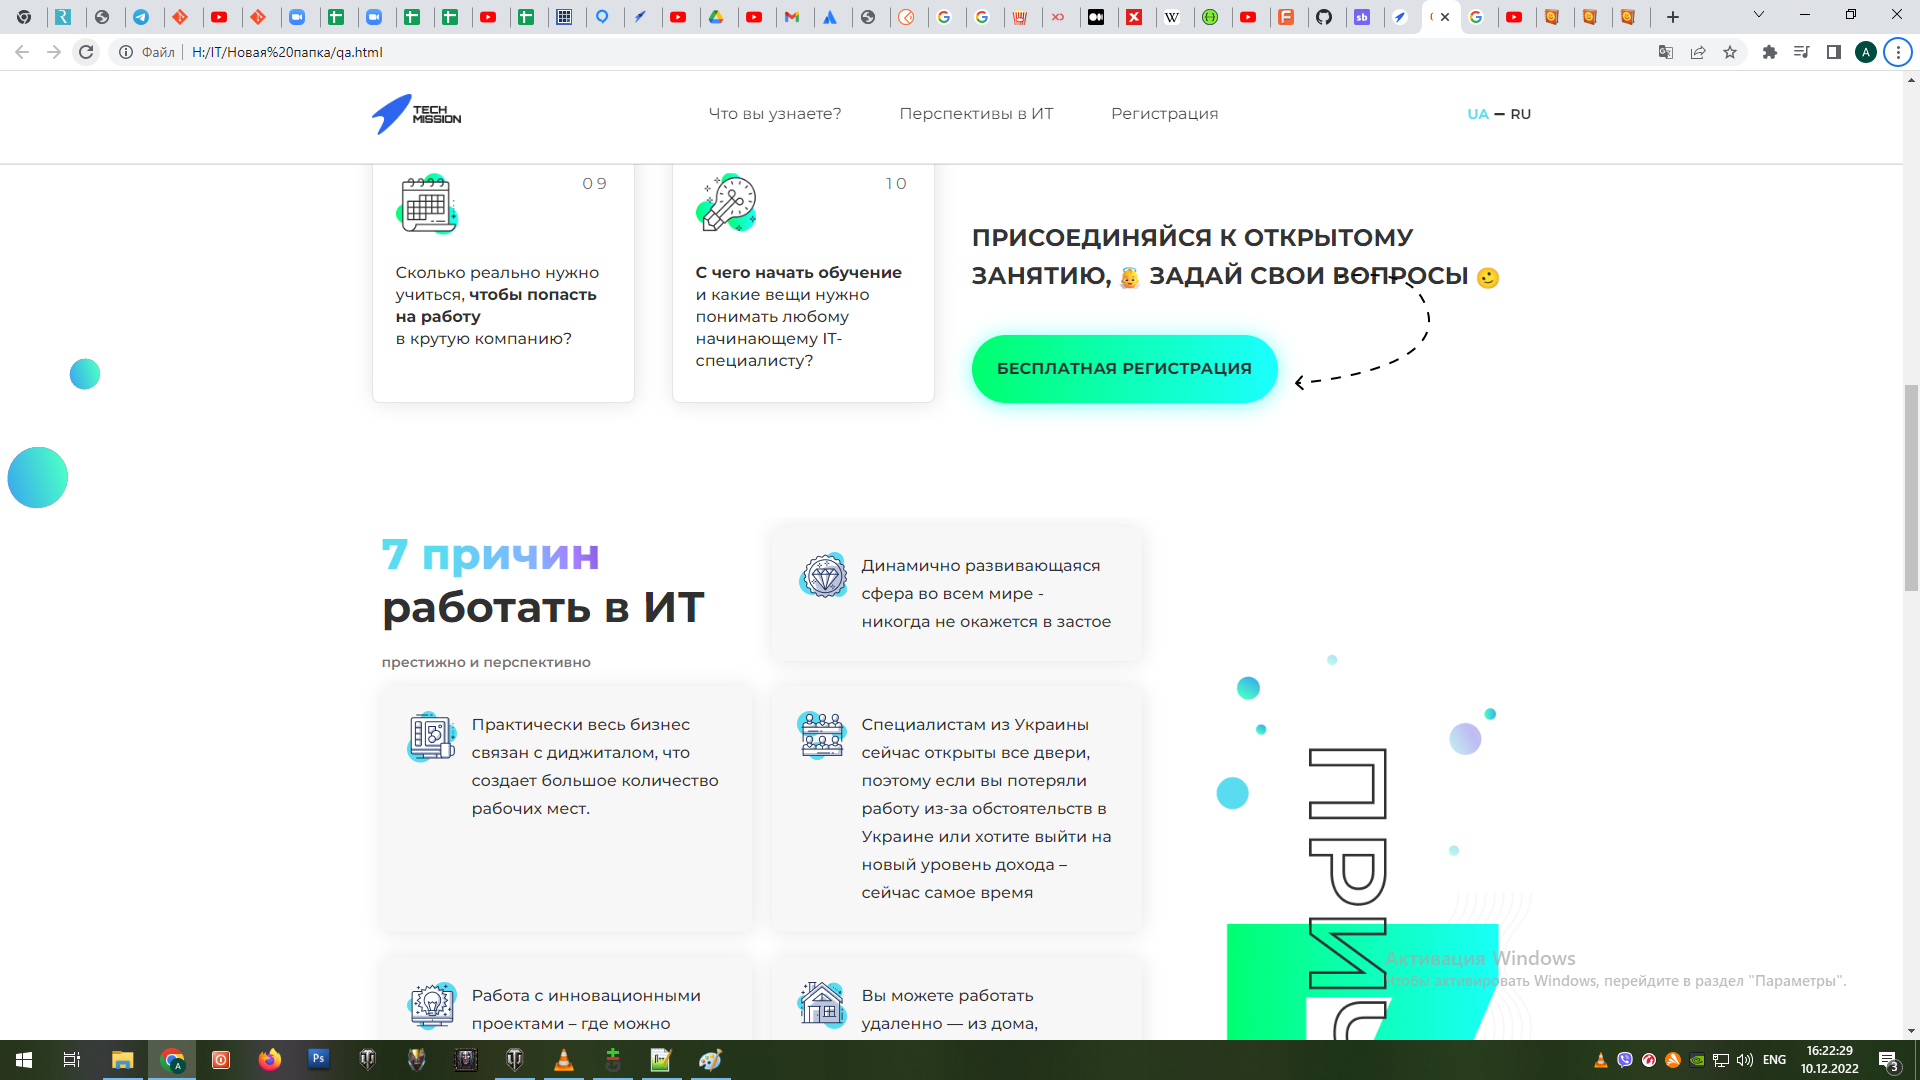 Файл
H:/IT/Новая%20папка/qa.html
TECH
MISSION
Что вы узнаете?
Перспективы в ИТ
Регистрация
UA — RU
09
Сколько реально нужно
учиться, чтобы попасть
на работу
в крутую компанию?
10
С чего начать обучение
и какие вещи нужно
понимать любому
начинающему IT-
специалисту?
ПРИСОЕДИНЯЙСЯ К ОТКРЫТОМУ
ЗАНЯТИЮ, 👼 ЗАДАЙ СВОИ ВОПРОСЫ 🫡
БЕСПЛАТНАЯ РЕГИСТРАЦИЯ
7 причин
работать в ИТ
престижно и перспективно
Динамично развивающаяся
сфера во всем мире -
никогда не окажется в застое
Практически весь бизнес
связан с диджиталом, что
создает большое количество
рабочих мест.
Специалистам из Украины
сейчас открыты все двери,
поэтому если вы потеряли
работу из-за обстоятельств в
Украине или хотите выйти на
новый уровень дохода –
сейчас самое время
Работа с инновационными
проектами – где можно
Вы можете работать
удаленно — из дома,
ПРИЧ
Активация Windows
Чтобы активировать Windows, перейдите в раздел "Параметры".
ENG
16:22:29
10.12.2022
3